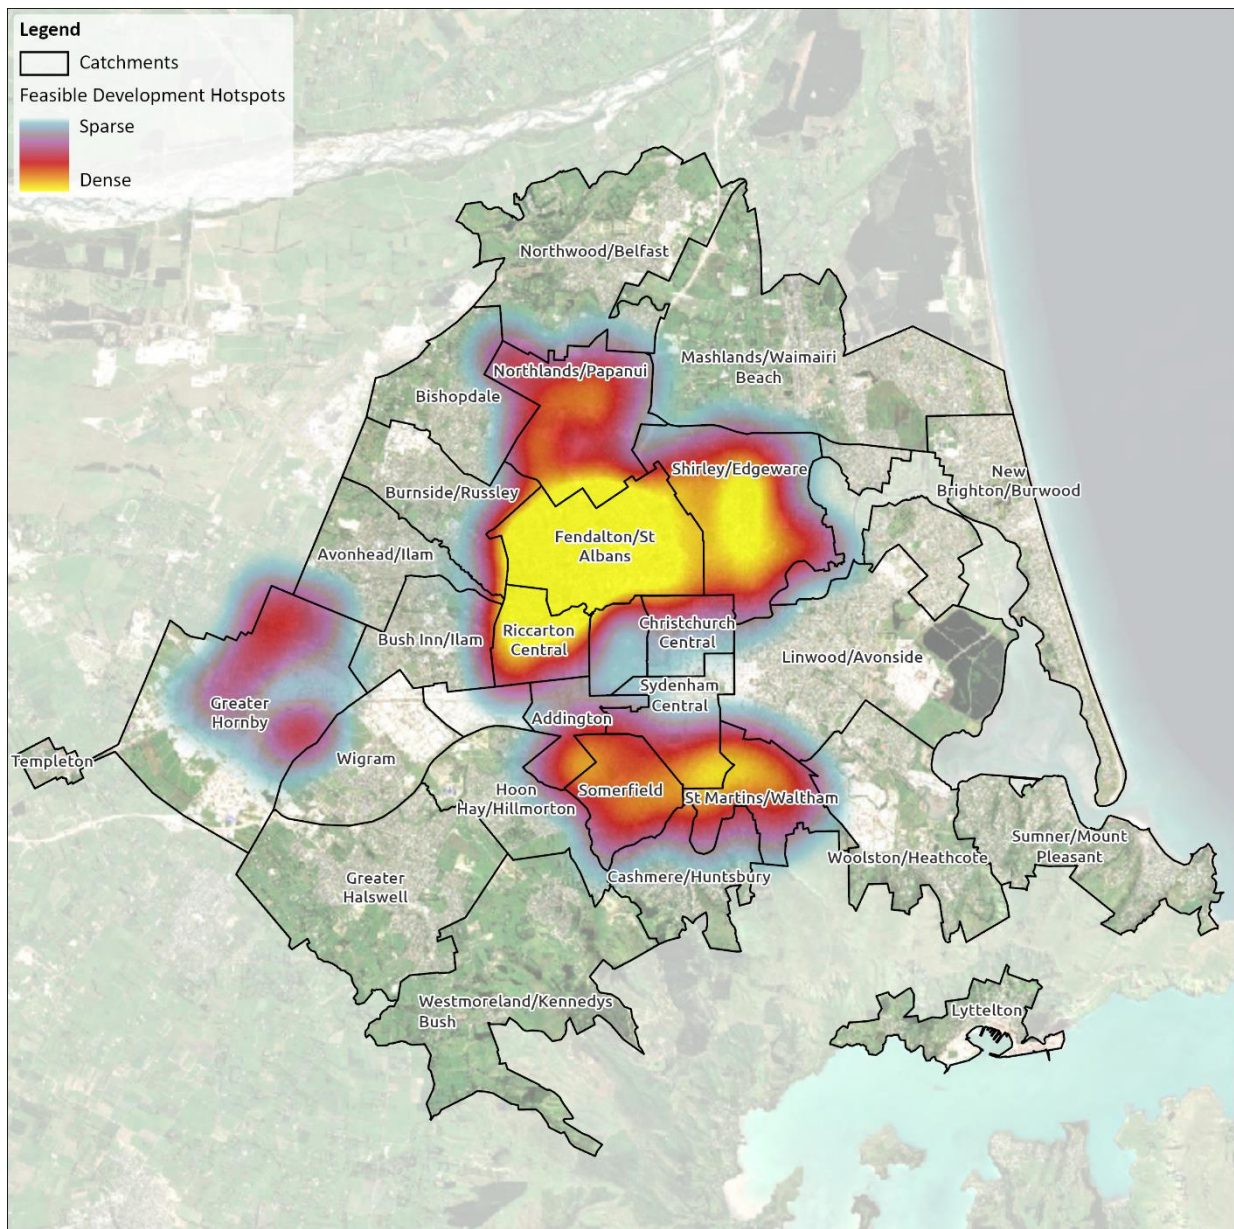 Legend
Catchments
Feasible Development Hotspots
Sparse
Dense
Northwood/Belfast
Mashlands/Waimairi
Beach
Northlands/Papanui
Bishopdale
Shirley/Edgeware
New
Brighton/Burwood
Burnside/Russley
Fendalton/St
Albans
Avonhead/Ilam
Bush Inn/Ilam
Riccarton
Central
Christchurch
Central
Linwood/Avonside
Sydenham
Central
Greater
Hornby
Addington
Templeton
Wigram
Hoon
Hay/Hillmorton
Somerfield
St Martins/Waltham
Sumner/Mount
Pleasant
Woolston/Heathcote
Cashmere/Huntsbury
Greater
Halswell
Westmoreland/Kennedys
Bush
Lyttelton